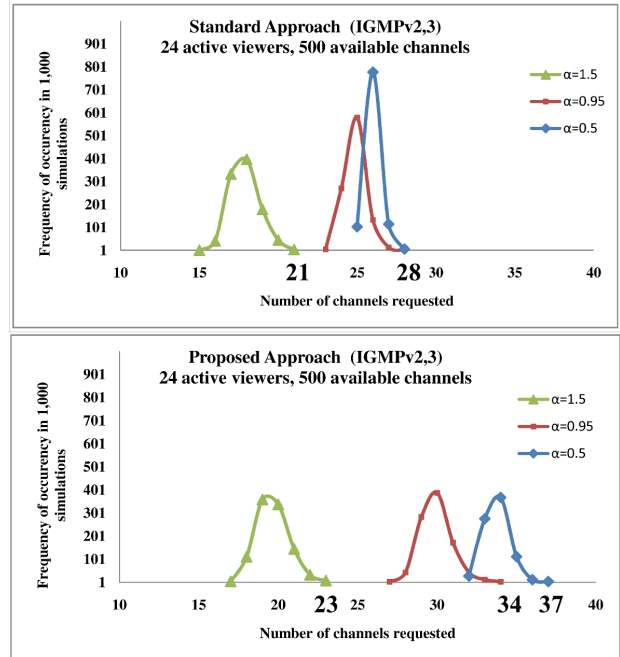 Standard Approach (IGMPv2,3)
24 active viewers, 500 available channels
Frequency of occurency in 1,000
simulations
901
801
701
601
501
401
301
201
101
1
10 15 21 25 28 30 35 40
Number of channels requested
α=1.5
α=0.95
α=0.5
Proposed Approach (IGMPv2,3)
24 active viewers, 500 available channels
Frequency of occurency in 1,000
simulations
901
801
701
601
501
401
301
201
101
1
10 15 20 23 25 30 34 37 40
Number of channels requested
α=1.5
α=0.95
α=0.5